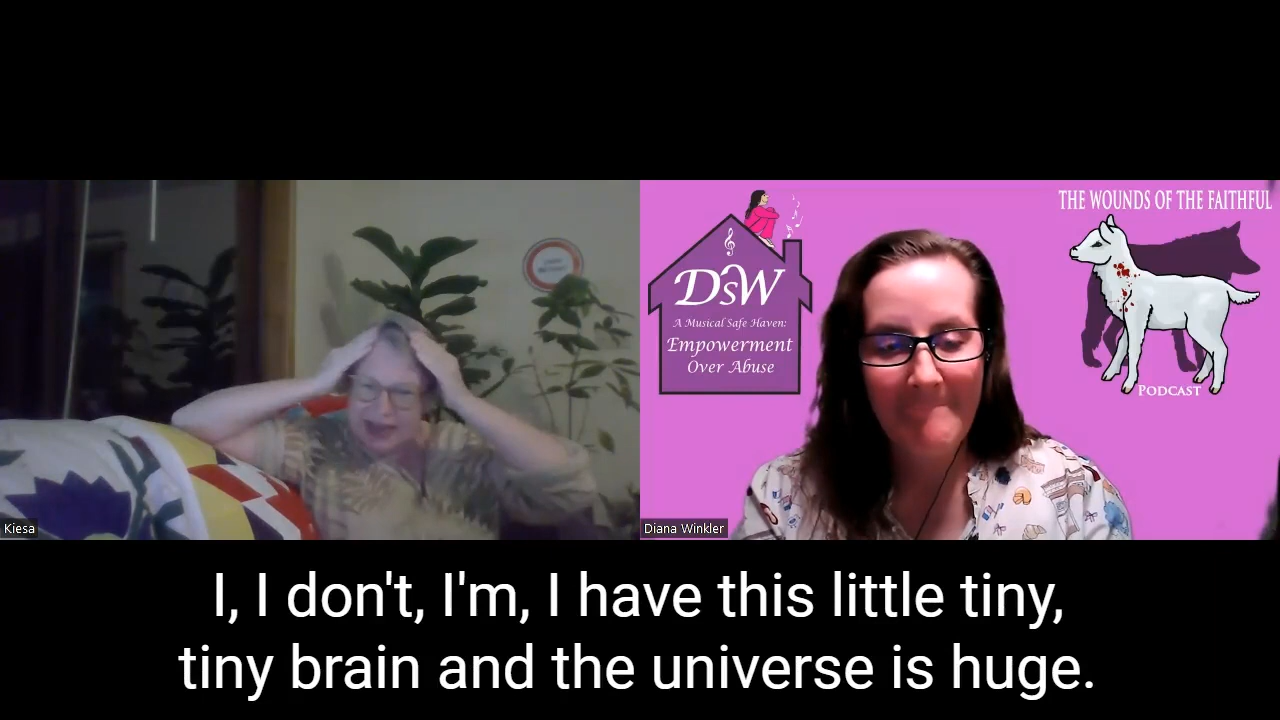 THE WOUNDS OF THE FAITHFUL
DSW
A Musical Safe Haven:
Empowerment
Over Abuse
PODCAST
Kiesa
Diana Winkler
I, I don't, I'm, I have this little tiny,
tiny brain and the universe is huge.